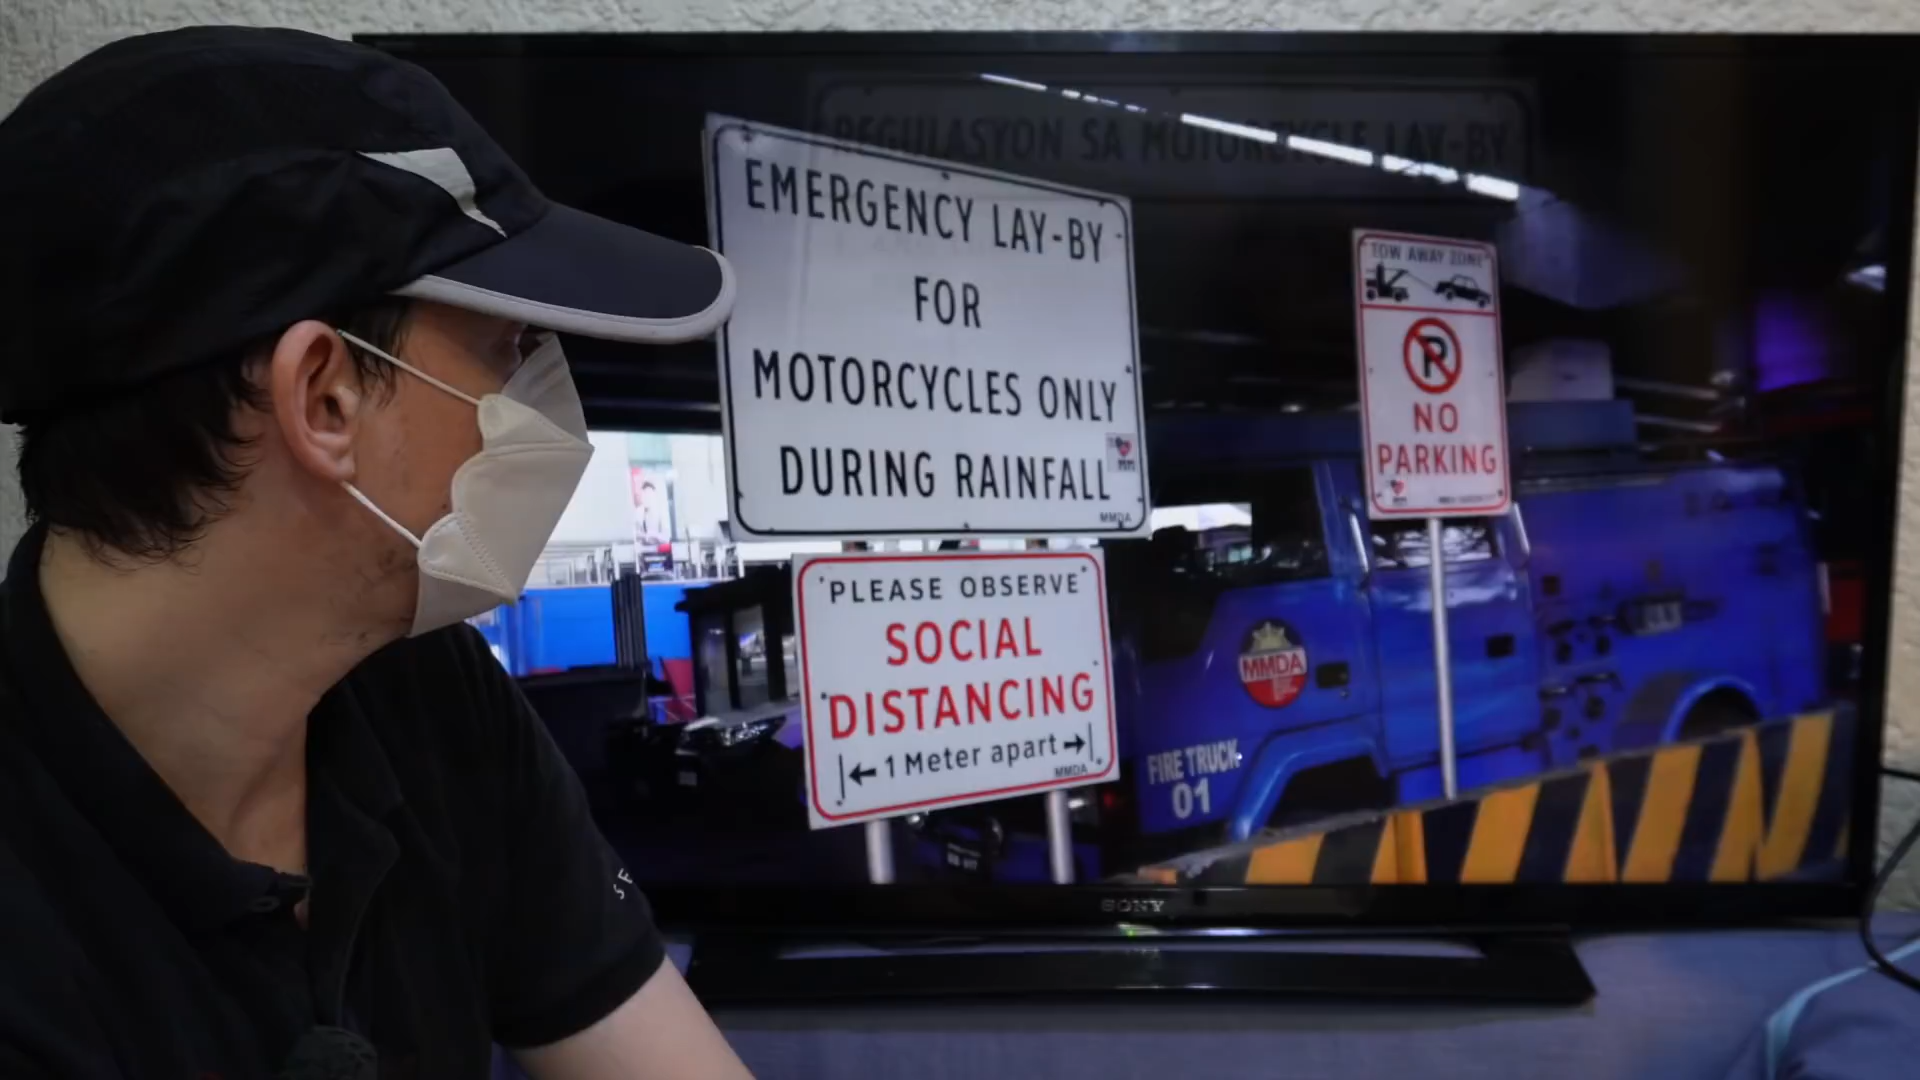 REGULASYON SA MOTORCYCLE LAY-BY
EMERGENCY LAY-BY
FOR
MOTORCYCLES ONLY
DURING RAINFALL
MMDA
PLEASE OBSERVE
SOCIAL
DISTANCING
1 Meter apart
MMDA
TOW AWAY ZONE
P
NO
PARKING
MMDA
FIRE TRUCK
01
SONY
SE